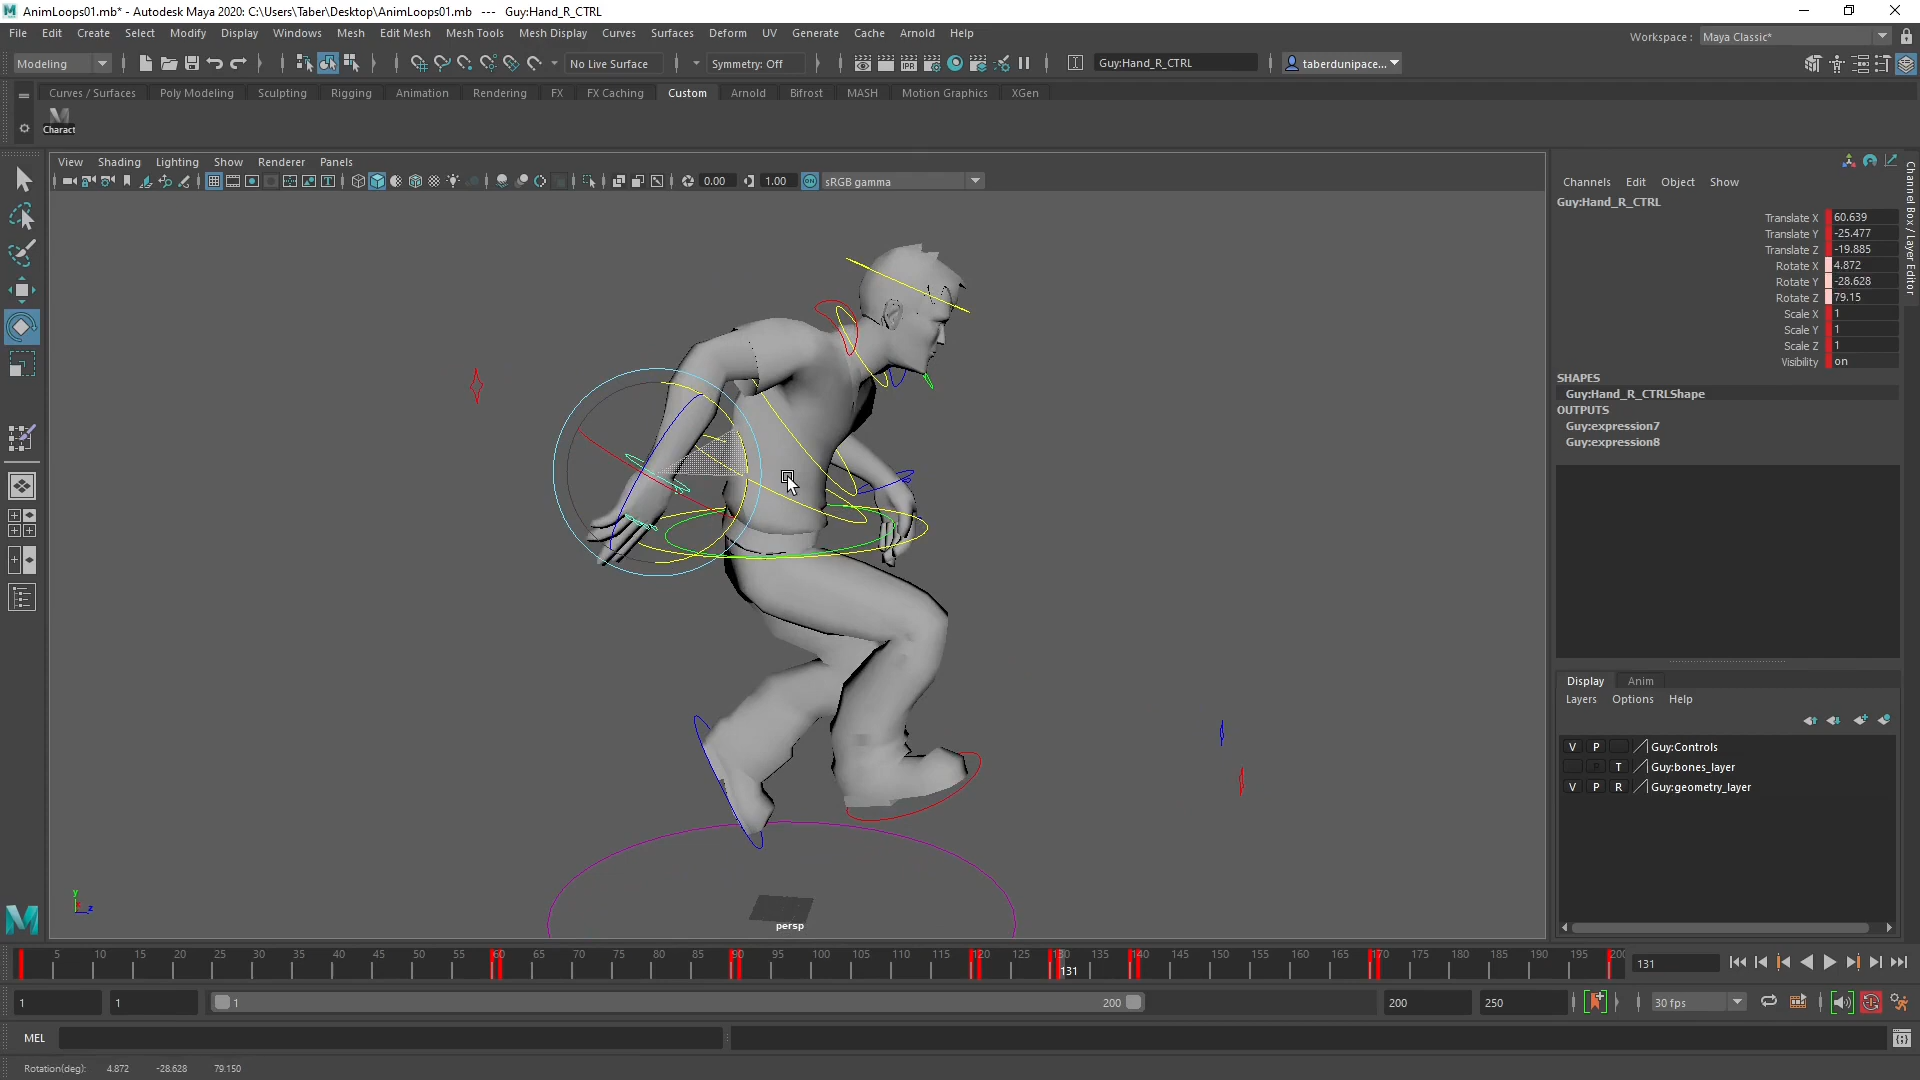 AnimLoops01.mb* - Autodesk Maya 2020: C:\Users\Taber\Desktop\AnimLoops01.mb --- Guy:Hand_R_CTRL
File Edit Create Select Modify Display Windows Mesh Edit Mesh Mesh Tools Mesh Display Curves Surfaces Deform UV Generate Cache Arnold Help
Workspace : Maya Classic*
Modeling No Live Surface Symmetry: Off Guy:Hand_R_CTRL taberdunipace...
Curves / Surfaces Poly Modeling Sculpting Rigging Animation Rendering FX FX Caching Custom Arnold Bifrost MASH Motion Graphics XGen
Charact
View Shading Lighting Show Renderer Panels
0.00 1.00 sRGB gamma
persp
Channels Edit Object Show
Guy:Hand_R_CTRL
Translate X 60.639
Translate Y -25.477
Translate Z -19.885
Rotate X 4.872
Rotate Y -28.628
Rotate Z 79.15
Scale X 1
Scale Y 1
Scale Z 1
Visibility on
SHAPES
Guy:Hand_R_CTRLShape
OUTPUTS
Guy:expression7
Guy:expression8
Channel Box / Layer Editor
Display Anim
Layers Options Help
V P Guy:Controls
P T Guy:bones_layer
V P R Guy:geometry_layer
5 10 15 20 25 30 35 40 45 50 55 60 65 70 75 80 85 90 95 100 105 110 115 120 125 130 135 140 145 150 155 160 165 170 175 180 185 190 195 200
131
131
1 1 1 200 200 250 30 fps
MEL
Rotation(deg): 4.872 -28.628 79.150